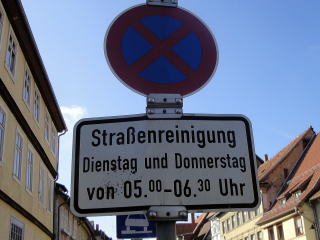 Straßenreinigung
Dienstag und Donnerstag
von 05.00-06.30 Uhr